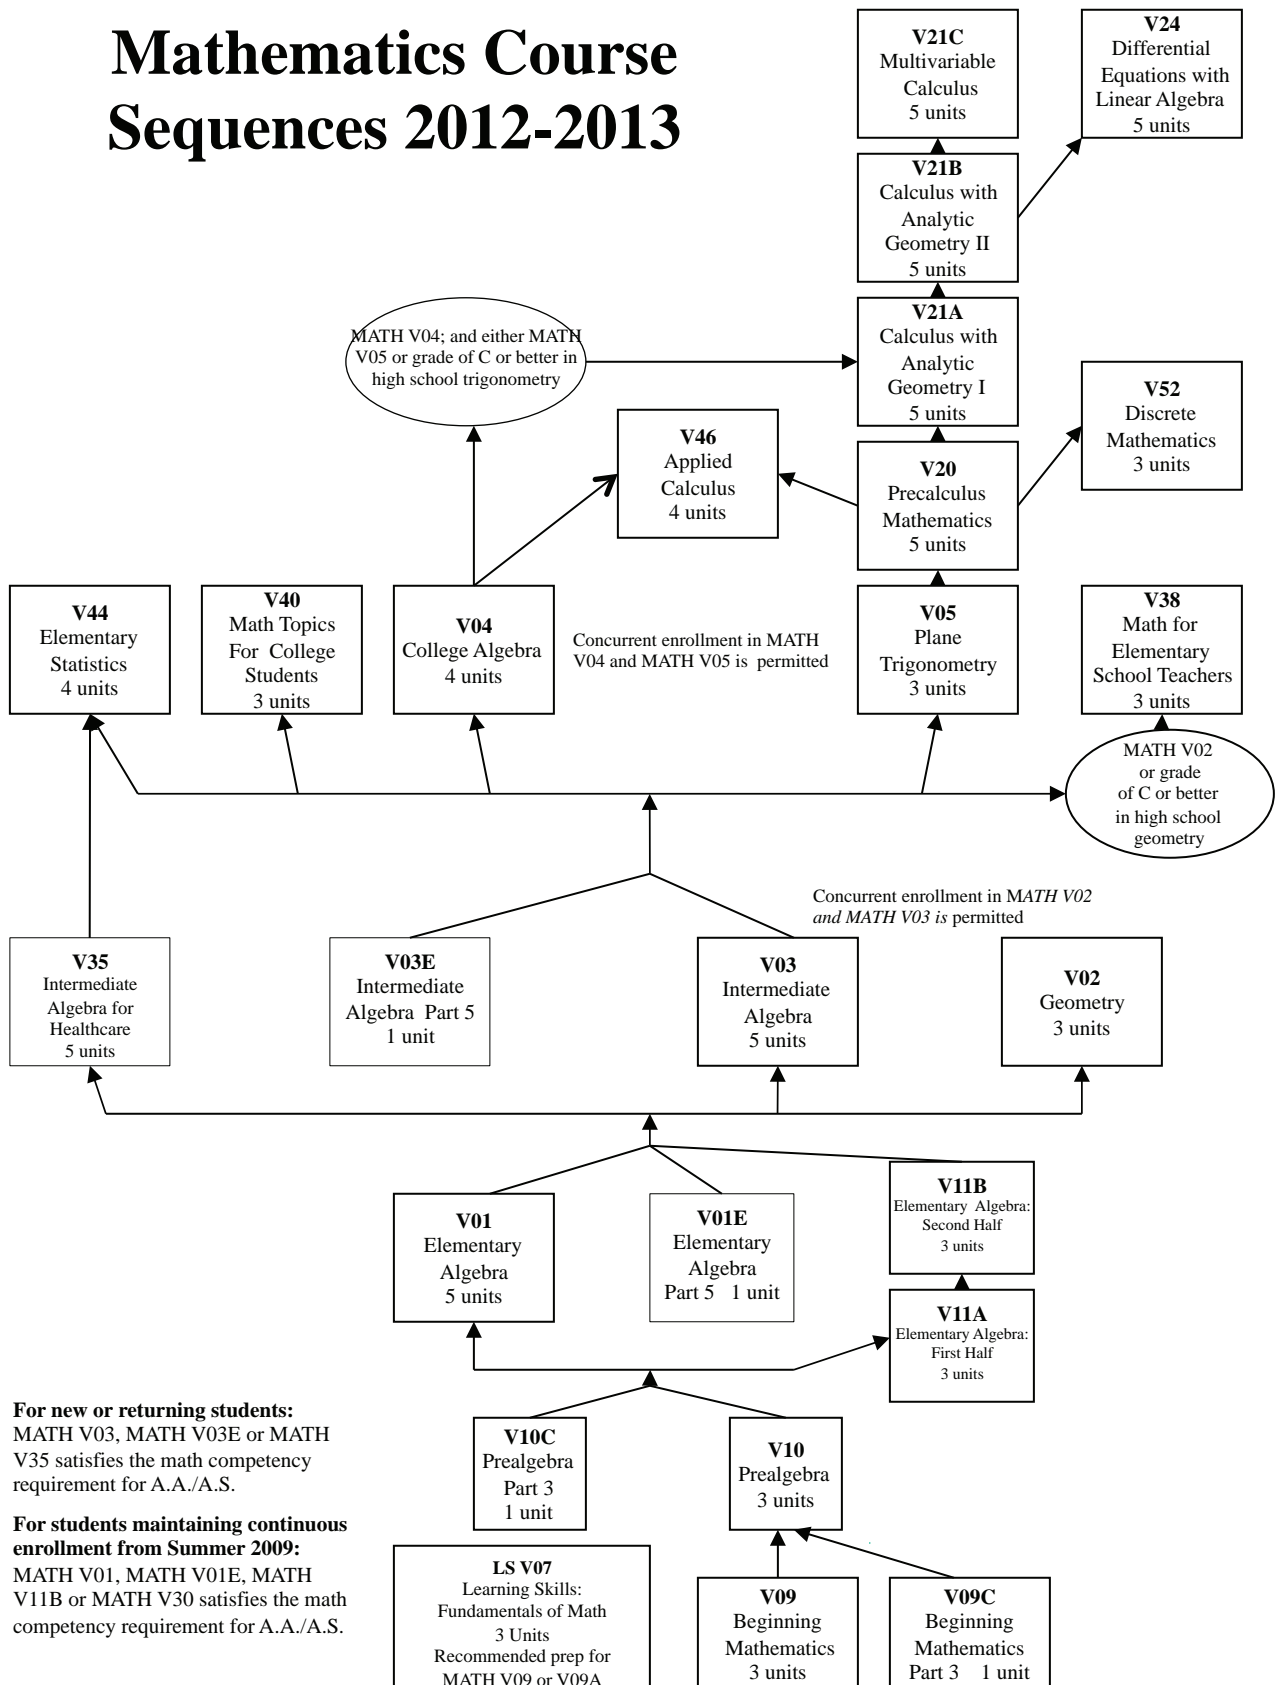 Mathematics Course
Sequences 2012-2013
V21C
Multivariable
Calculus
5 units
V24
Differential
Equations with
Linear Algebra
5 units
V21B
Calculus with
Analytic
Geometry II
5 units
MATH V04; and either MATH
V05 or grade of C or better in
high school trigonometry
V21A
Calculus with
Analytic
Geometry I
5 units
V46
Applied
Calculus
4 units
V20
Precalculus
Mathematics
5 units
V52
Discrete
Mathematics
3 units
V44
Elementary
Statistics
4 units
V40
Math Topics
For College
Students
3 units
V04
College Algebra
4 units
Concurrent enrollment in MATH
V04 and MATH V05 is permitted
V05
Plane
Trigonometry
3 units
V38
Math for
Elementary
School Teachers
3 units
MATH V02
or grade
of C or better
in high school
geometry
Concurrent enrollment in MATH V02
and MATH V03 is permitted
V35
Intermediate
Algebra for
Healthcare
5 units
V03E
Intermediate
Algebra Part 5
1 unit
V03
Intermediate
Algebra
5 units
V02
Geometry
3 units
V01
Elementary
Algebra
5 units
V01E
Elementary
Algebra
Part 5 1 unit
V11B
Elementary Algebra:
Second Half
3 units
V11A
Elementary Algebra:
First Half
3 units
For new or returning students:
MATH V03, MATH V03E or MATH
V35 satisfies the math competency
requirement for A.A./A.S.
For students maintaining continuous
enrollment from Summer 2009:
MATH V01, MATH V01E, MATH
V11B or MATH V30 satisfies the math
competency requirement for A.A./A.S.
V10C
Prealgebra
Part 3
1 unit
V10
Prealgebra
3 units
LS V07
Learning Skills:
Fundamentals of Math
3 Units
Recommended prep for
MATH V09 or V09A
V09
Beginning
Mathematics
3 units
V09C
Beginning
Mathematics
Part 3 1 unit